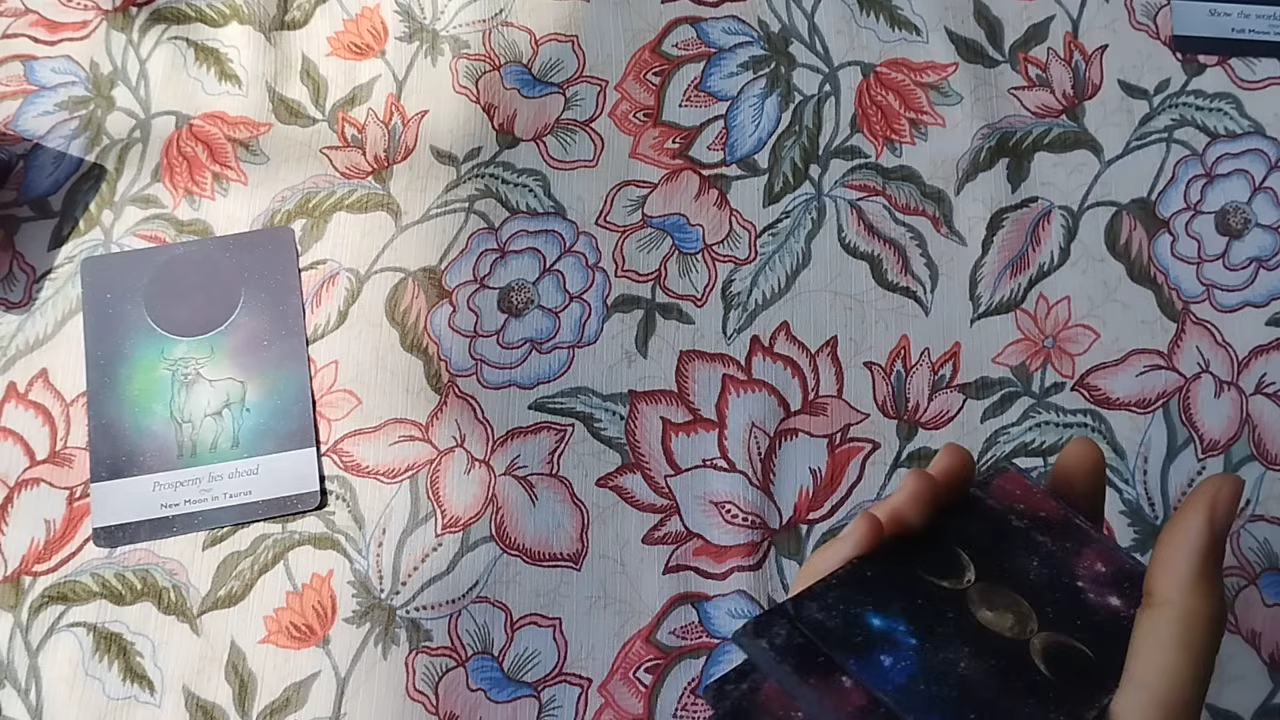 Show the world
Full Moon in
Prosperity lies ahead
New Moon in Taurus